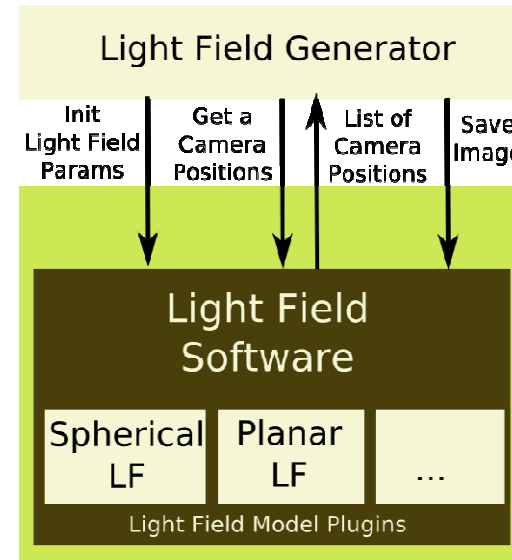 Light Field Generator
Init
Light Field
Params
Get a
Camera
Positions
List of
Camera
Positions
Save
Image
Light Field
Software
Spherical
LF
Planar
LF
...
Light Field Model Plugins